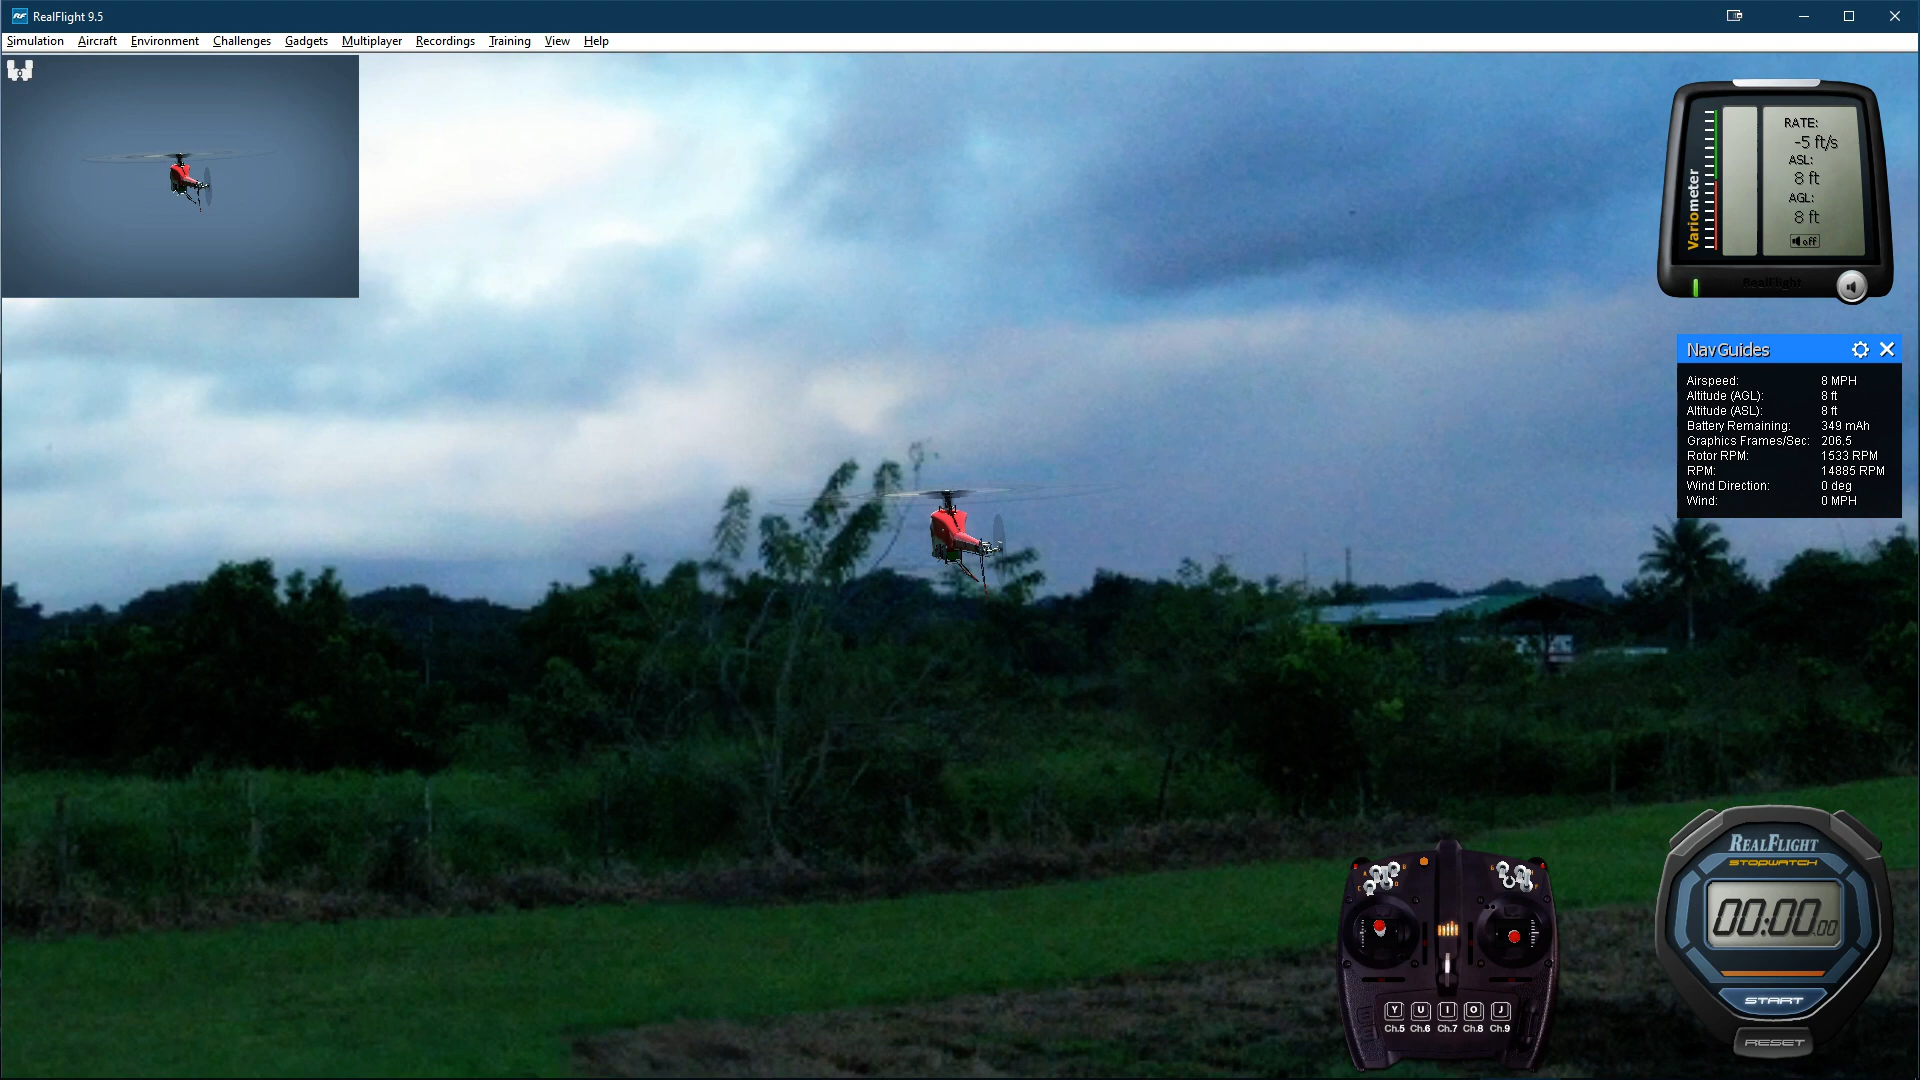 RealFlight 9.5
Simulation Aircraft Environment Challenges Gadgets Multiplayer Recordings Training View Help
Variometer
RATE:
-5 ft/s
ASL:
8 ft
AGL:
8 ft
off
RealFlight
NavGuides
Airspeed: 8 MPH
Altitude (AGL): 8 ft
Altitude (ASL): 8 ft
Battery Remaining: 349 mAh
Graphics Frames/Sec: 206.5
Rotor RPM: 1533 RPM
RPM: 14885 RPM
Wind Direction: 0 deg
Wind: 0 MPH
Y U I O J
Ch.5 Ch.6 Ch.7 Ch.8 Ch.9
REALFLIGHT
STOPWATCH
00:00.00
START
RESET